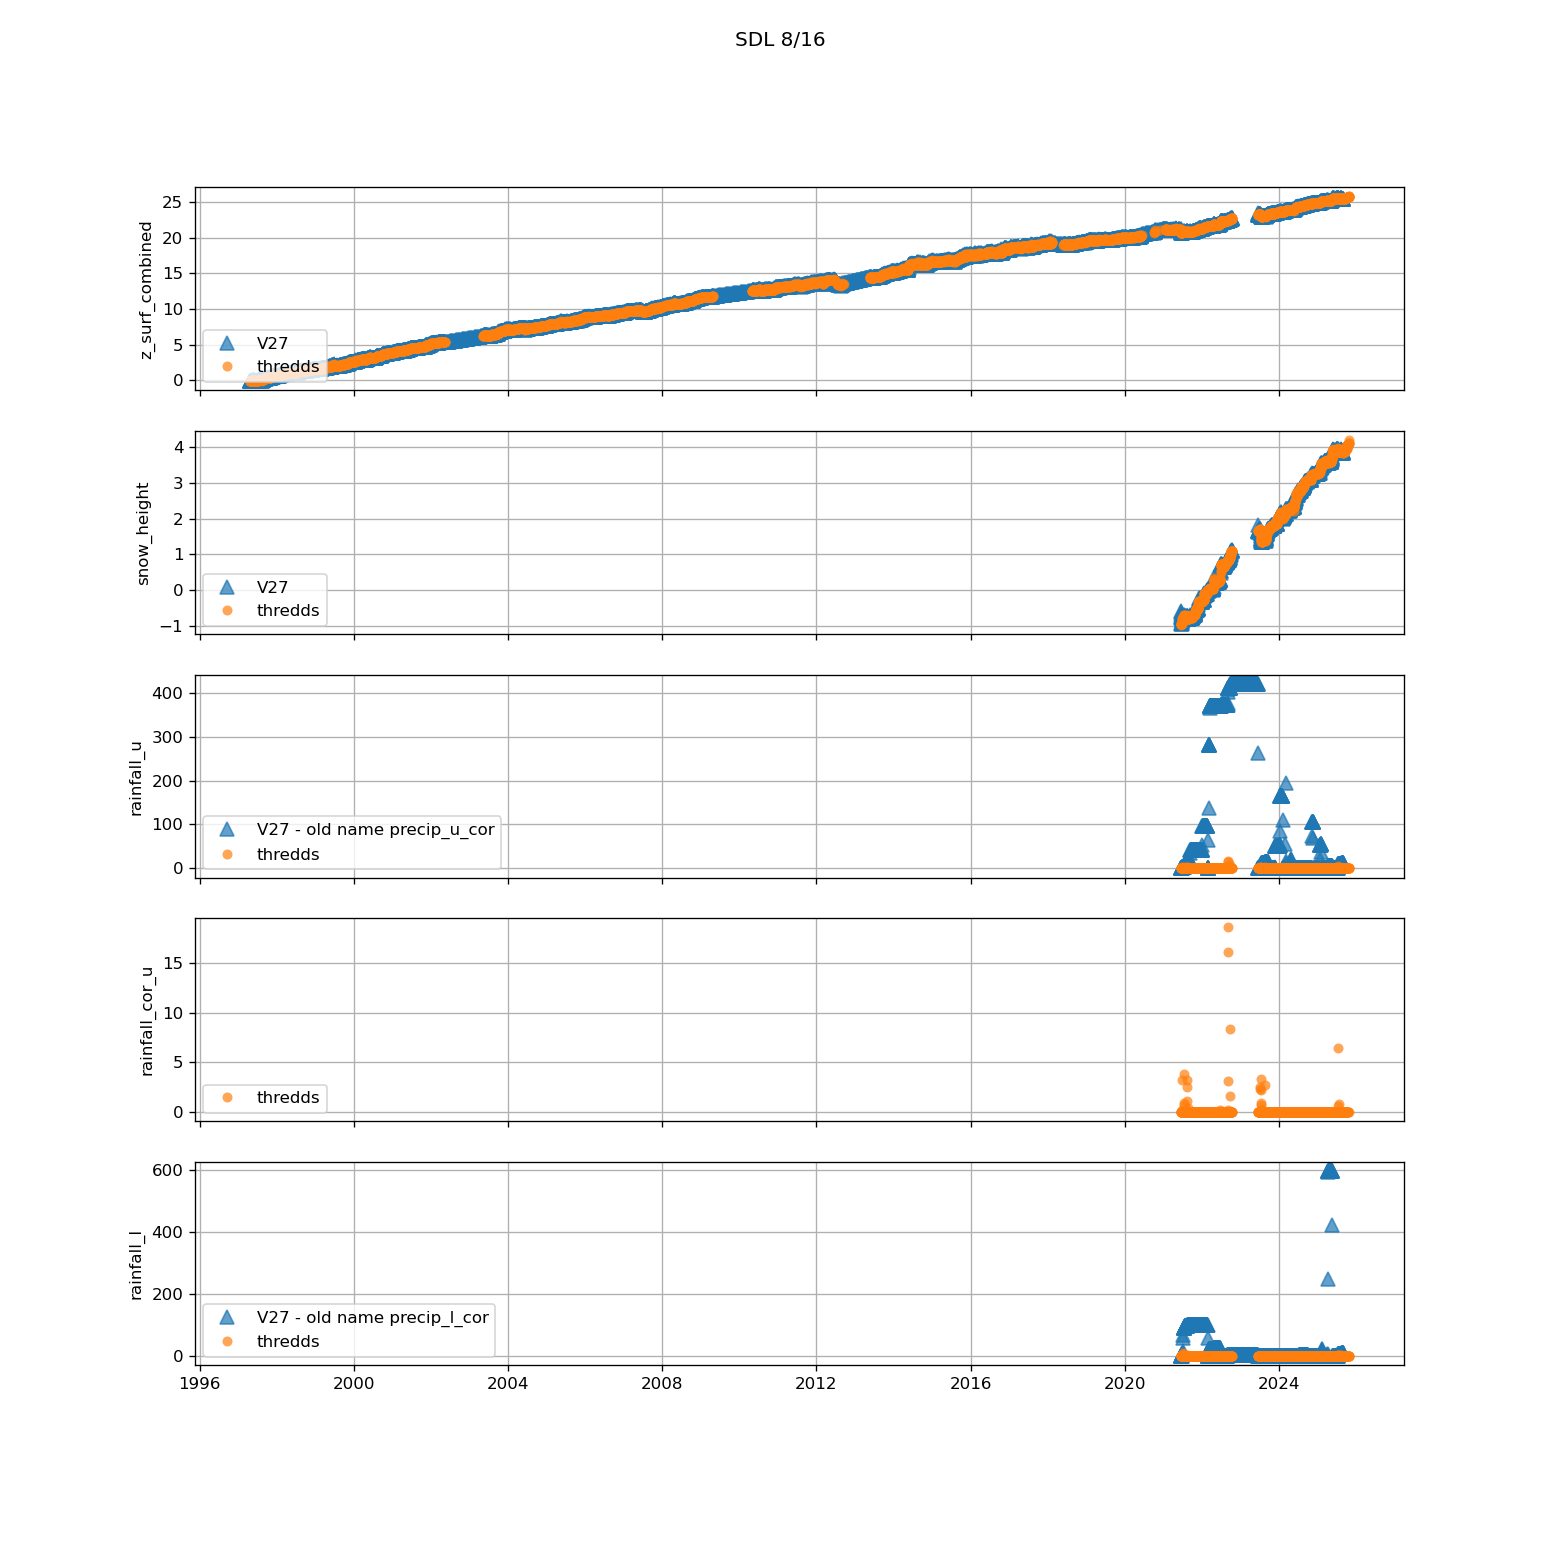 SDL 8/16
z_surf_combined
25
20
15
10
5
0
V27
thredds
snow_height
4
3
2
1
0
−1
V27
thredds
rainfall_u
400
300
200
100
0
V27 - old name precip_u_cor
thredds
rainfall_cor_u
15
10
5
0
thredds
rainfall_l
600
400
200
0
V27 - old name precip_l_cor
thredds
1996 2000 2004 2008 2012 2016 2020 2024